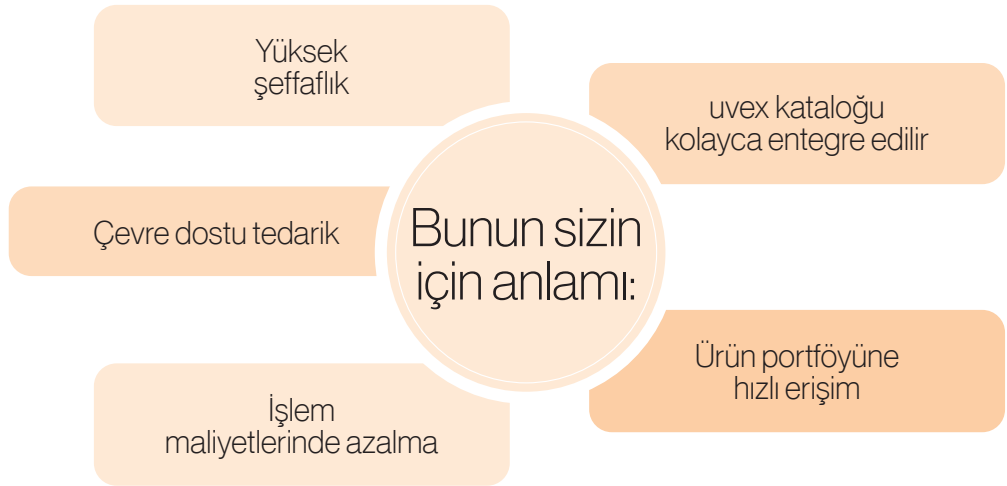 Yüksek
şeffaflık
uvex kataloğu
kolayca entegre edilir
Çevre dostu tedarik
Bunun sizin
için anlamı:
Ürün portföyüne
hızlı erişim
İşlem
maliyetlerinde azalma